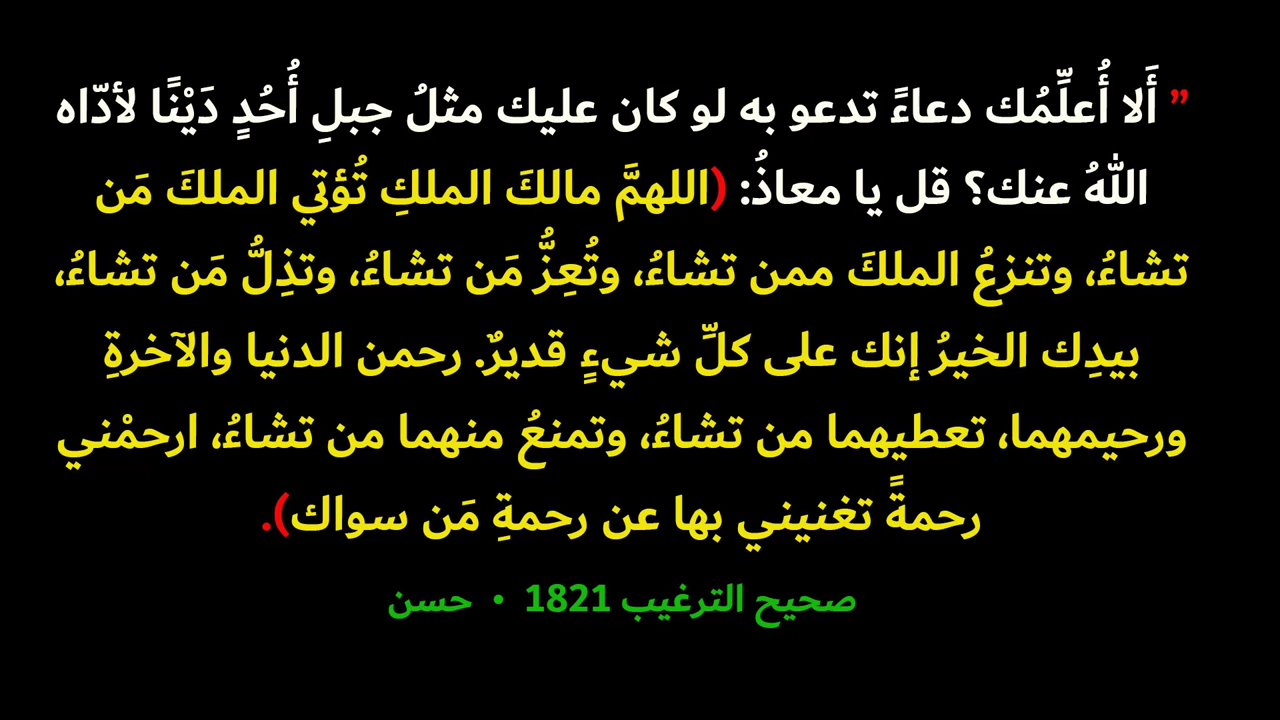 ” أَلا أُعلِّمُك دعاءً تدعو به لو كان عليك مثلُ جبلِ أُحُدٍ دَيْنًا لأدّاه
اللهُ عنك؟ قل يا معاذُ: (اللهمَّ مالكَ الملكِ تُؤتي الملكَ مَن
تشاءُ، وتنزعُ الملكَ ممن تشاءُ، وتُعِزُّ مَن تشاءُ، وتذِلُّ مَن تشاءُ،
بيدِك الخيرُ إنك على كلِّ شيءٍ قديرٌ. رحمن الدنيا والآخرةِ
ورحيمهما، تعطيهما من تشاءُ، وتمنعُ منهما من تشاءُ، ارحمْني
رحمةً تغنيني بها عن رحمةِ مَن سواك).
صحيح الترغيب 1821 • حسن